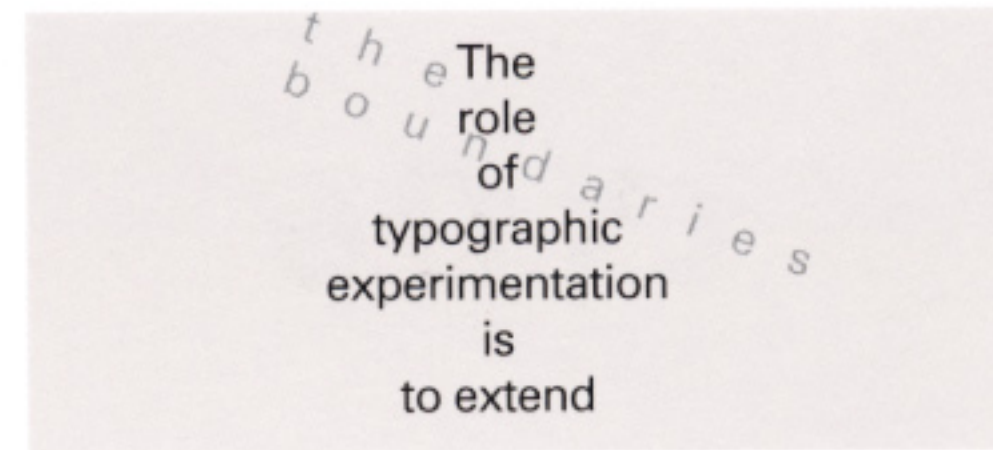 The
role
of
typographic
experimentation
is
to extend
the
boundaries